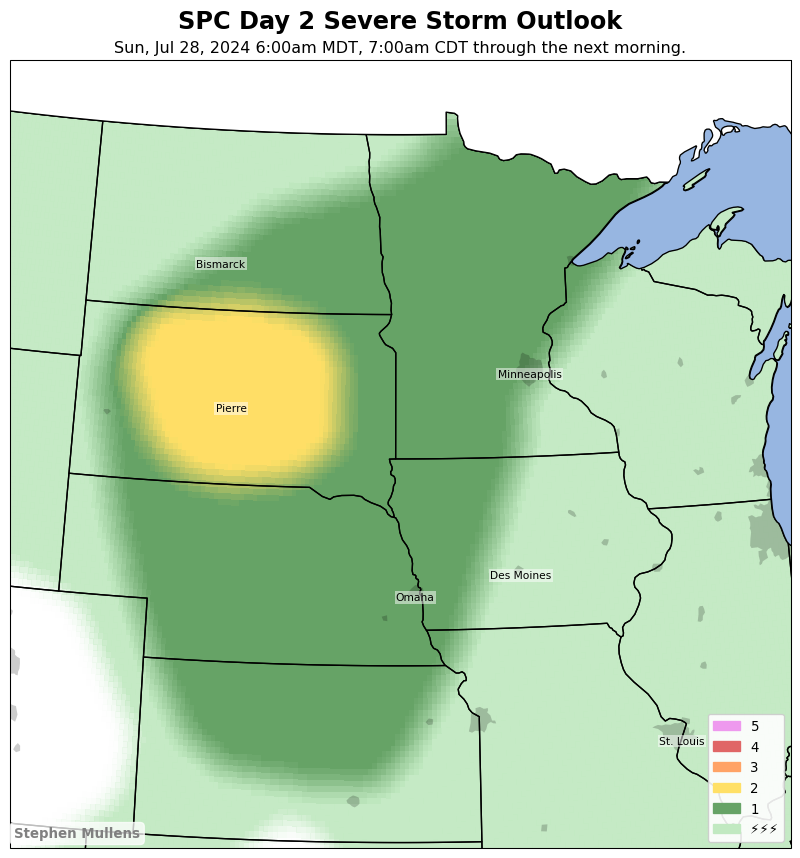 SPC Day 2 Severe Storm Outlook
Sun, Jul 28, 2024 6:00am MDT, 7:00am CDT through the next morning.
Bismarck
Minneapolis
Pierre
Des Moines
Omaha
St. Louis
5
4
3
2
1
⚡⚡⚡
Stephen Mullens